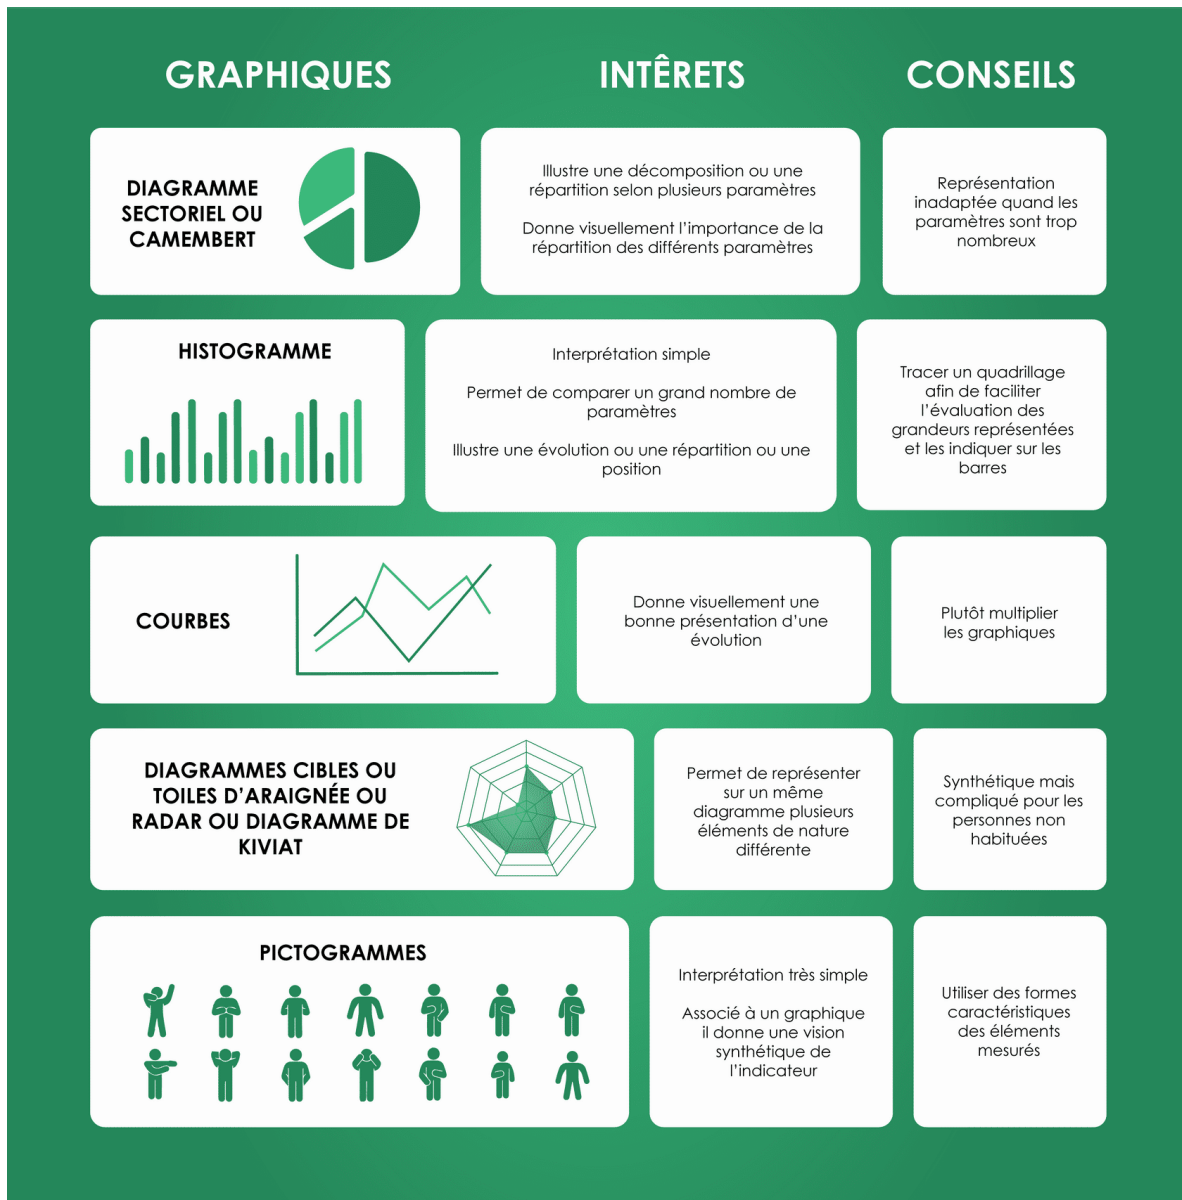 GRAPHIQUES
INTÊRETS
CONSEILS
DIAGRAMME
SECTORIEL OU
CAMEMBERT
Illustre une décomposition ou une
répartition selon plusieurs paramètres
Donne visuellement l'importance de la
répartition des différents paramètres
Représentation
inadaptée quand les
paramètres sont trop
nombreux
HISTOGRAMME
Interprétation simple
Permet de comparer un grand nombre de
paramètres
Illustre une évolution ou une répartition ou une
position
Tracer un quadrillage
afin de faciliter
l'évaluation des
grandeurs représentées
et les indiquer sur les
barres
COURBES
Donne visuellement une
bonne présentation d'une
évolution
Plutôt multiplier
les graphiques
DIAGRAMMES CIBLES OU
TOILES D'ARAIGNÉE OU
RADAR OU DIAGRAMME DE
KIVIAT
Permet de représenter
sur un même
diagramme plusieurs
éléments de nature
différente
Synthétique mais
compliqué pour les
personnes non
habituées
PICTOGRAMMES
Interprétation très simple
Associé à un graphique
il donne une vision
synthétique de
l'indicateur
Utiliser des formes
caractéristiques
des éléments
mesurés